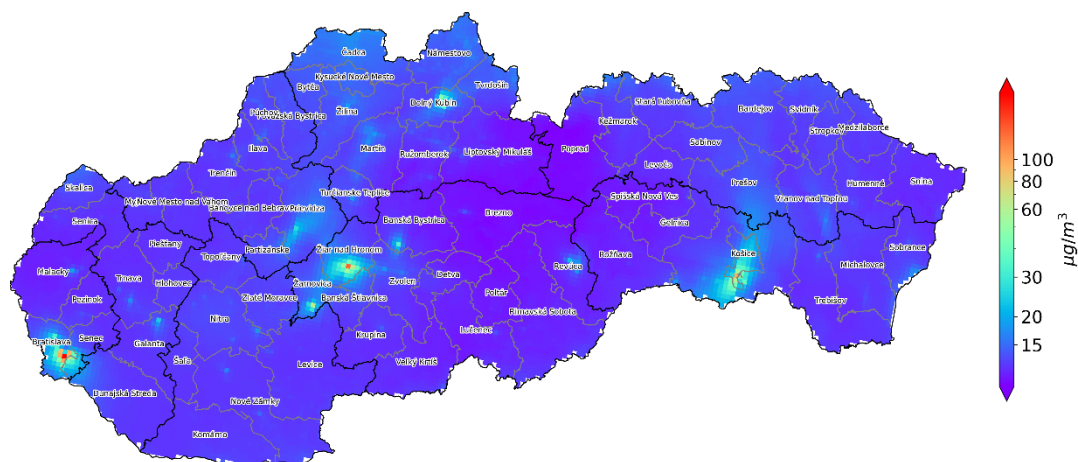 Čadca
Námestovo
Kysucké Nové Mesto
Tvrdošín
Bytča
Dolný Kubín
Stará Ľubovňa
Bardejov
Svidník
Púchov
Považská Bystrica
Žilina
Kežmarok
Stropkov
Medzilaborce
Ilava
Martin
Ružomberok
Liptovský Mikuláš
Poprad
Sabinov
Levoča
Trenčín
Prešov
Humenné
Snina
Skalica
Turčianske Teplice
Spišská Nová Ves
Vranov nad Topľou
Nové Mesto nad Váhom
Bánovce nad Bebravou
Prievidza
Brezno
Senica
Banská Bystrica
Gelnica
Piešťany
Topoľčany
Partizánske
Žiar nad Hronom
Rožňava
Košice
Sobrance
Malacky
Revúca
Michalovce
Trnava
Hlohovec
Žarnovica
Zvolen
Detva
Pezinok
Zlaté Moravce
Banská Štiavnica
Poltár
Trebišov
Nitra
Rimavská Sobota
Bratislava
Senec
Galanta
Krupina
Lučenec
Šaľa
Levice
Veľký Krtíš
Dunajská Streda
Nové Zámky
Komárno
100
80
60
30
20
15
µg/m³